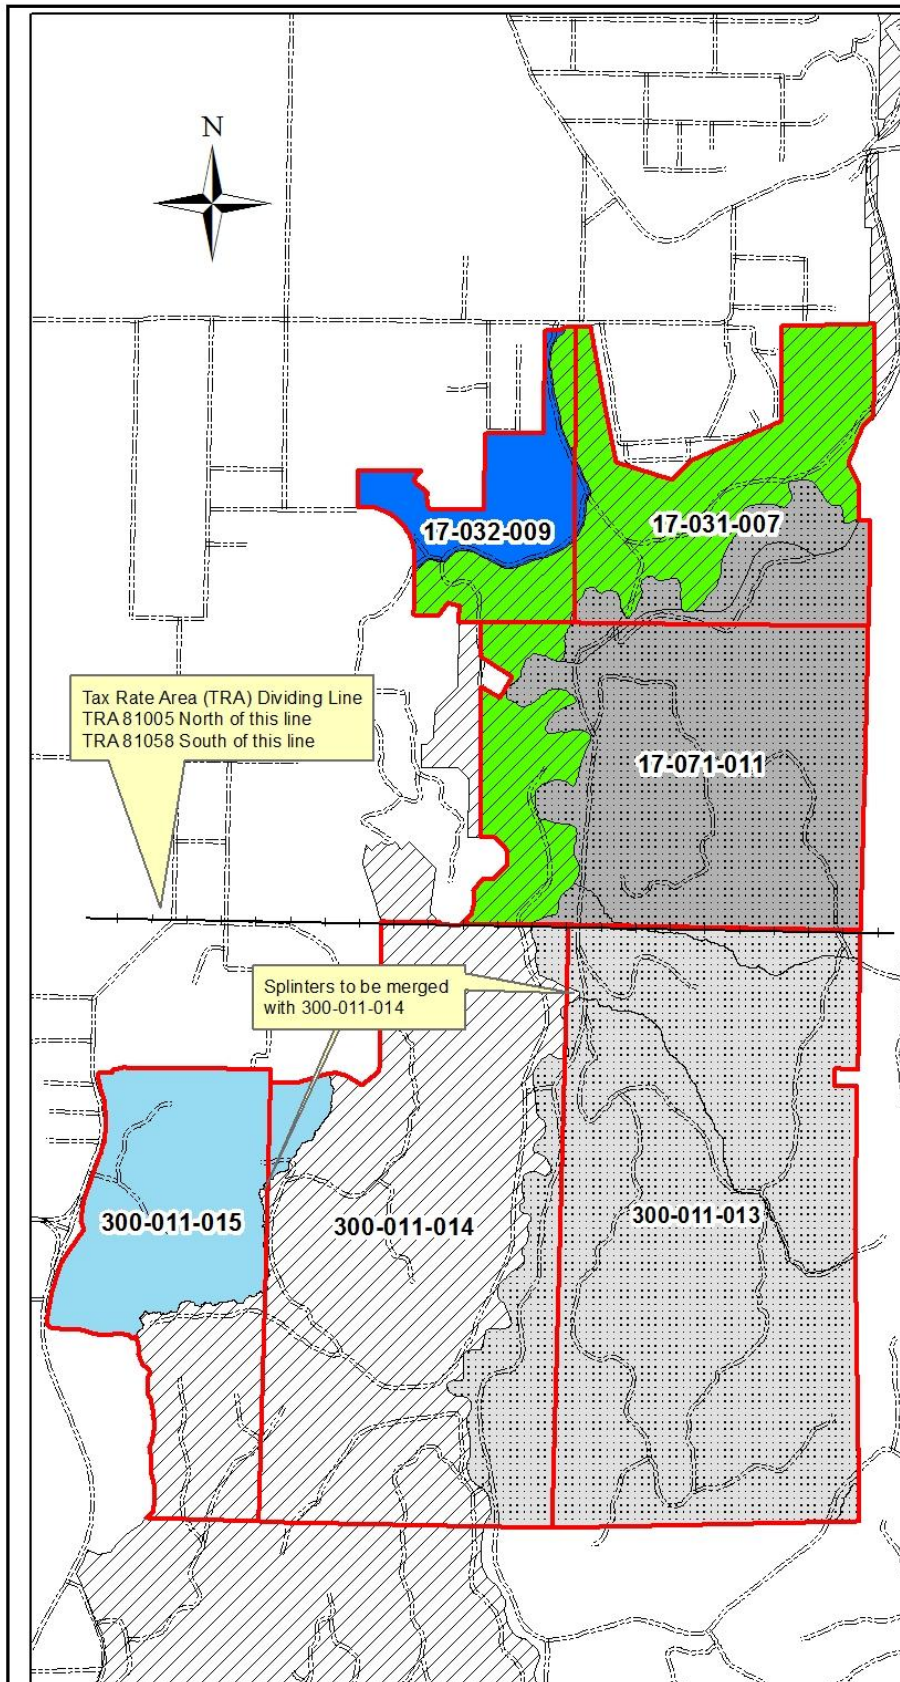 N
17-032-009
17-031-007
Tax Rate Area (TRA) Dividing Line
TRA 81005 North of this line
TRA 81058 South of this line
17-071-011
Splinters to be merged
with 300-011-014
300-011-015
300-011-014
300-011-013